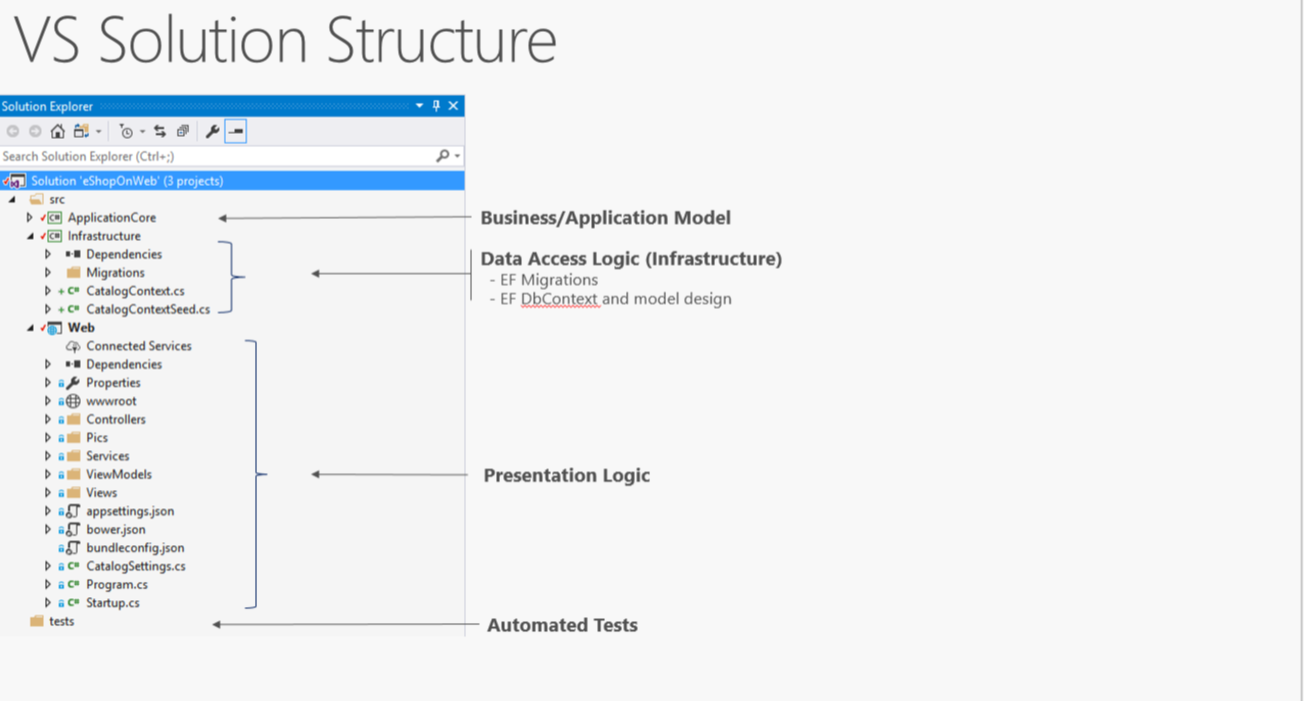 VS Solution Structure
Solution Explorer
Search Solution Explorer (Ctrl+;)
Solution 'eShopOnWeb' (3 projects)
src
C# ApplicationCore
Business/Application Model
C# Infrastructure
Dependencies
Migrations
C# CatalogContext.cs
C# CatalogContextSeed.cs
Data Access Logic (Infrastructure)
- EF Migrations
- EF DbContext and model design
Web
Connected Services
Dependencies
Properties
wwwroot
Controllers
Pics
Services
ViewModels
Views
appsettings.json
bower.json
bundleconfig.json
C# CatalogSettings.cs
C# Program.cs
C# Startup.cs
Presentation Logic
tests
Automated Tests